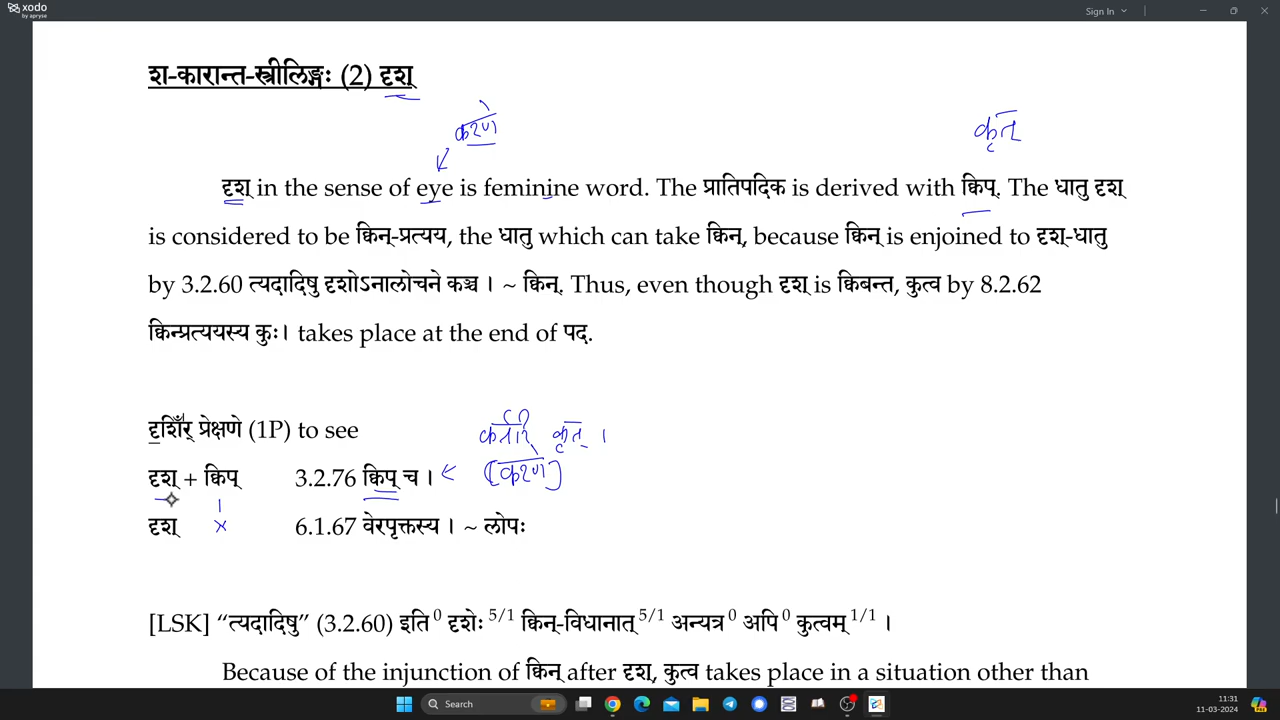 xodo
by apryse
Sign In
श-कारान्त-स्त्रीलिङ्गः (2) दृश्
करणे
कृत्
दृश् in the sense of eye is feminine word. The प्रातिपदिक is derived with क्विप्. The धातु दृश्
is considered to be क्विन्-प्रत्यय, the धातु which can take क्विन्, because क्विन् is enjoined to दृश्-धातु
by 3.2.60 त्यदादिषु दृशोऽनालोचने कञ्च । ~ क्विन्. Thus, even though दृश् is क्विबन्त, कुत्व by 8.2.62
क्विन्प्रत्ययस्य कुः। takes place at the end of पद.
दृशिँर् प्रेक्षणे (1P) to see
कर्तरि कृत् ।
दृश् + क्विप् 3.2.76 क्विप् च । [करणे]
दृश् x 6.1.67 वेरपृक्तस्य । ~ लोपः
[LSK] “त्यदादिषु” (3.2.60) इति 0 दृशेः 5/1 क्विन्-विधानात् 5/1 अन्यत्र 0 अपि 0 कुत्वम् 1/1 ।
Because of the injunction of क्विन् after दृश्, कुत्व takes place in a situation other than
Search
11:31
11-03-2024